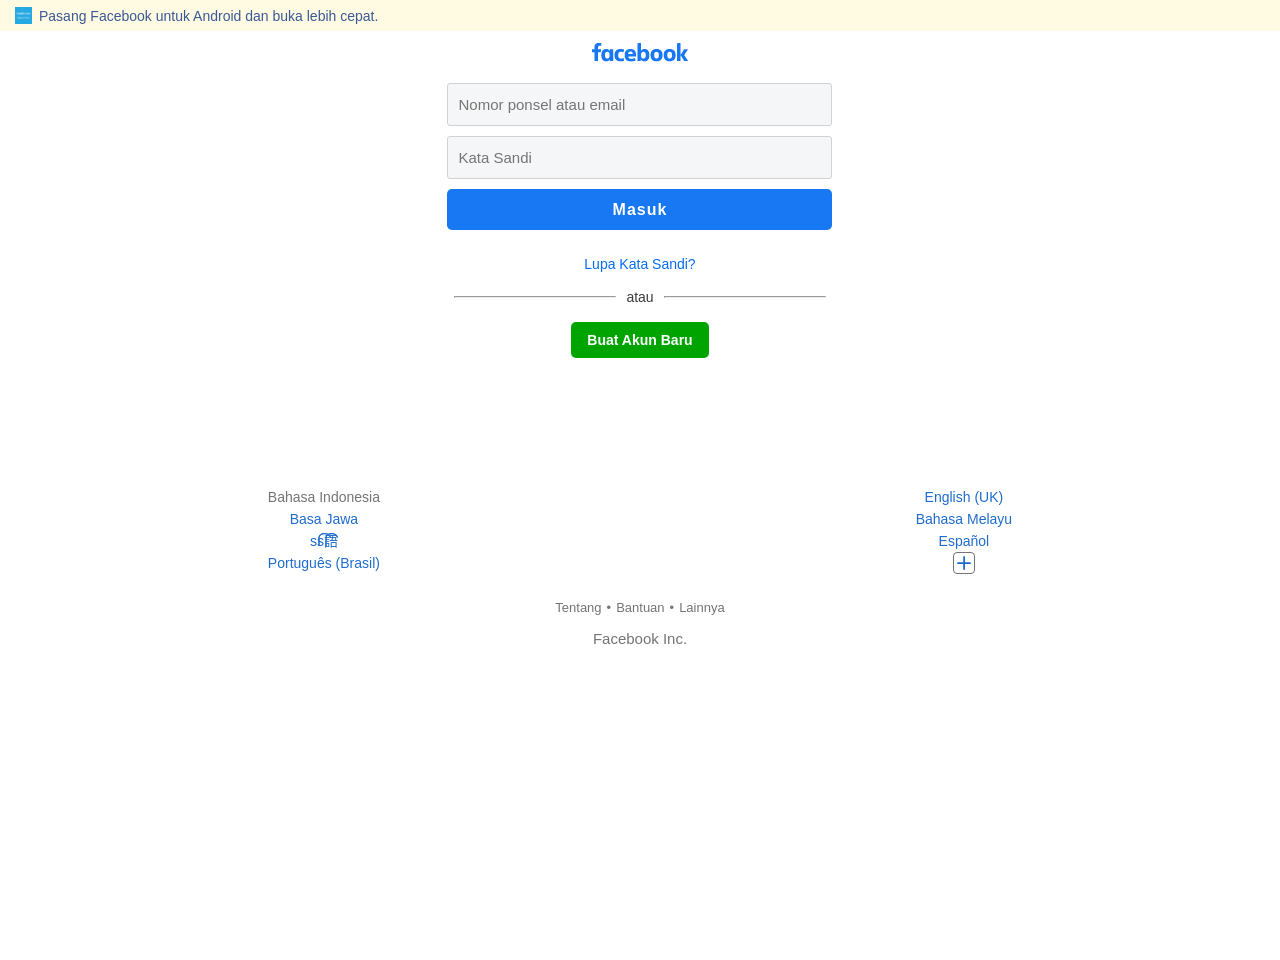 Pasang Facebook untuk Android dan buka lebih cepat.
facebook
Nomor ponsel atau email
Kata Sandi
Masuk
Lupa Kata Sandi?
atau
Buat Akun Baru
Bahasa Indonesia
English (UK)
Basa Jawa
Bahasa Melayu
Español
Português (Brasil)
Tentang • Bantuan • Lainnya
Facebook Inc.